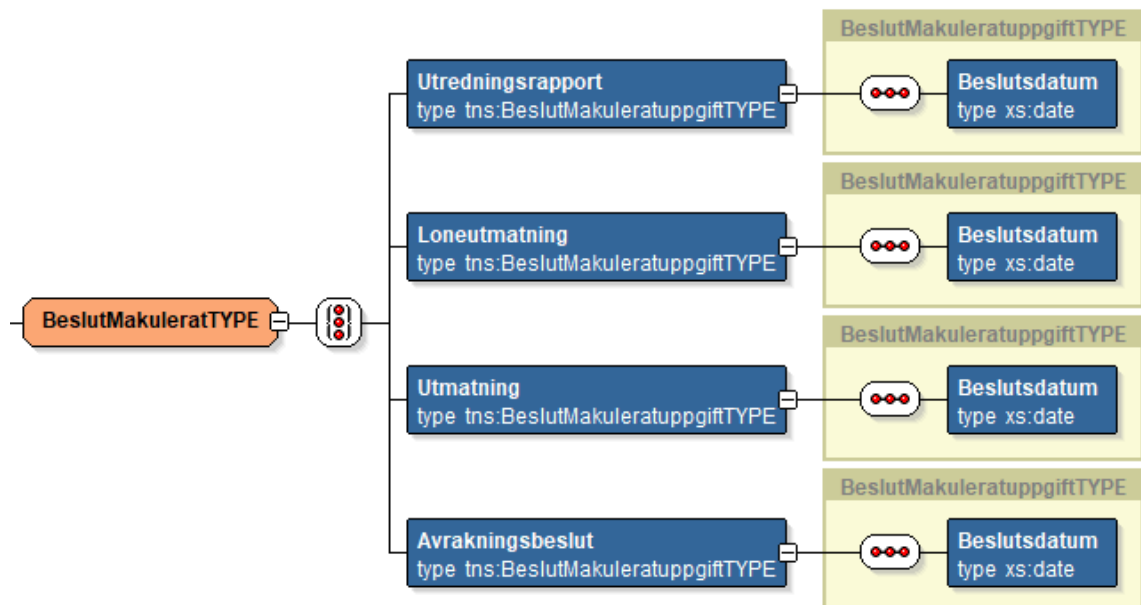 BeslutMakuleratTYPE
BeslutMakuleratuppgiftTYPE
Utredningsrapport
type tns:BeslutMakuleratuppgiftTYPE
Beslutsdatum
type xs:date
BeslutMakuleratuppgiftTYPE
Loneutmatning
type tns:BeslutMakuleratuppgiftTYPE
Beslutsdatum
type xs:date
BeslutMakuleratuppgiftTYPE
Utmatning
type tns:BeslutMakuleratuppgiftTYPE
Beslutsdatum
type xs:date
BeslutMakuleratuppgiftTYPE
Avrakningsbeslut
type tns:BeslutMakuleratuppgiftTYPE
Beslutsdatum
type xs:date